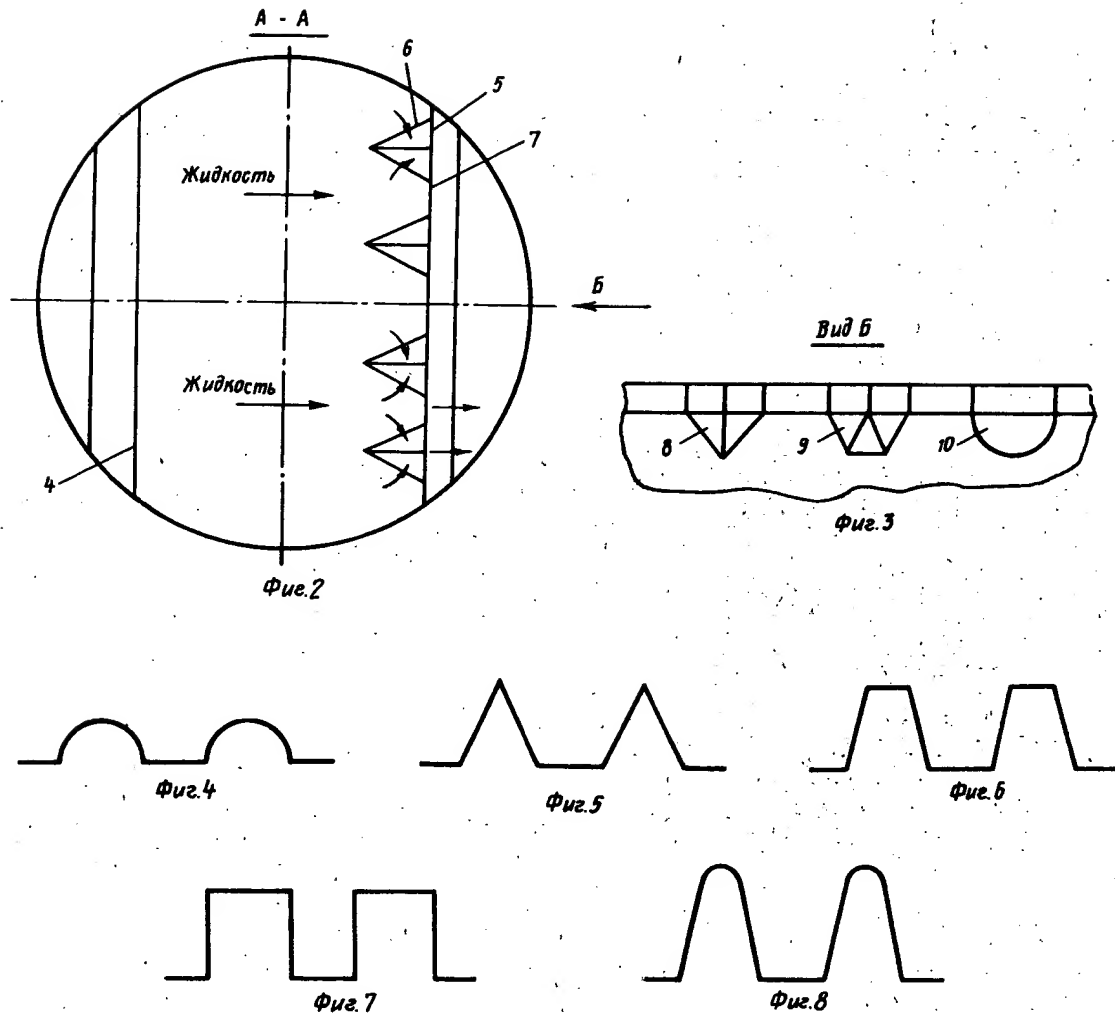 А - А
6
5
7
Жидкость
Б
Жидкость
4
Фиг.2
Вид Б
8
9
10
Фиг.3
Фиг.4
Фиг.5
Фиг.6
Фиг.7
Фиг.8